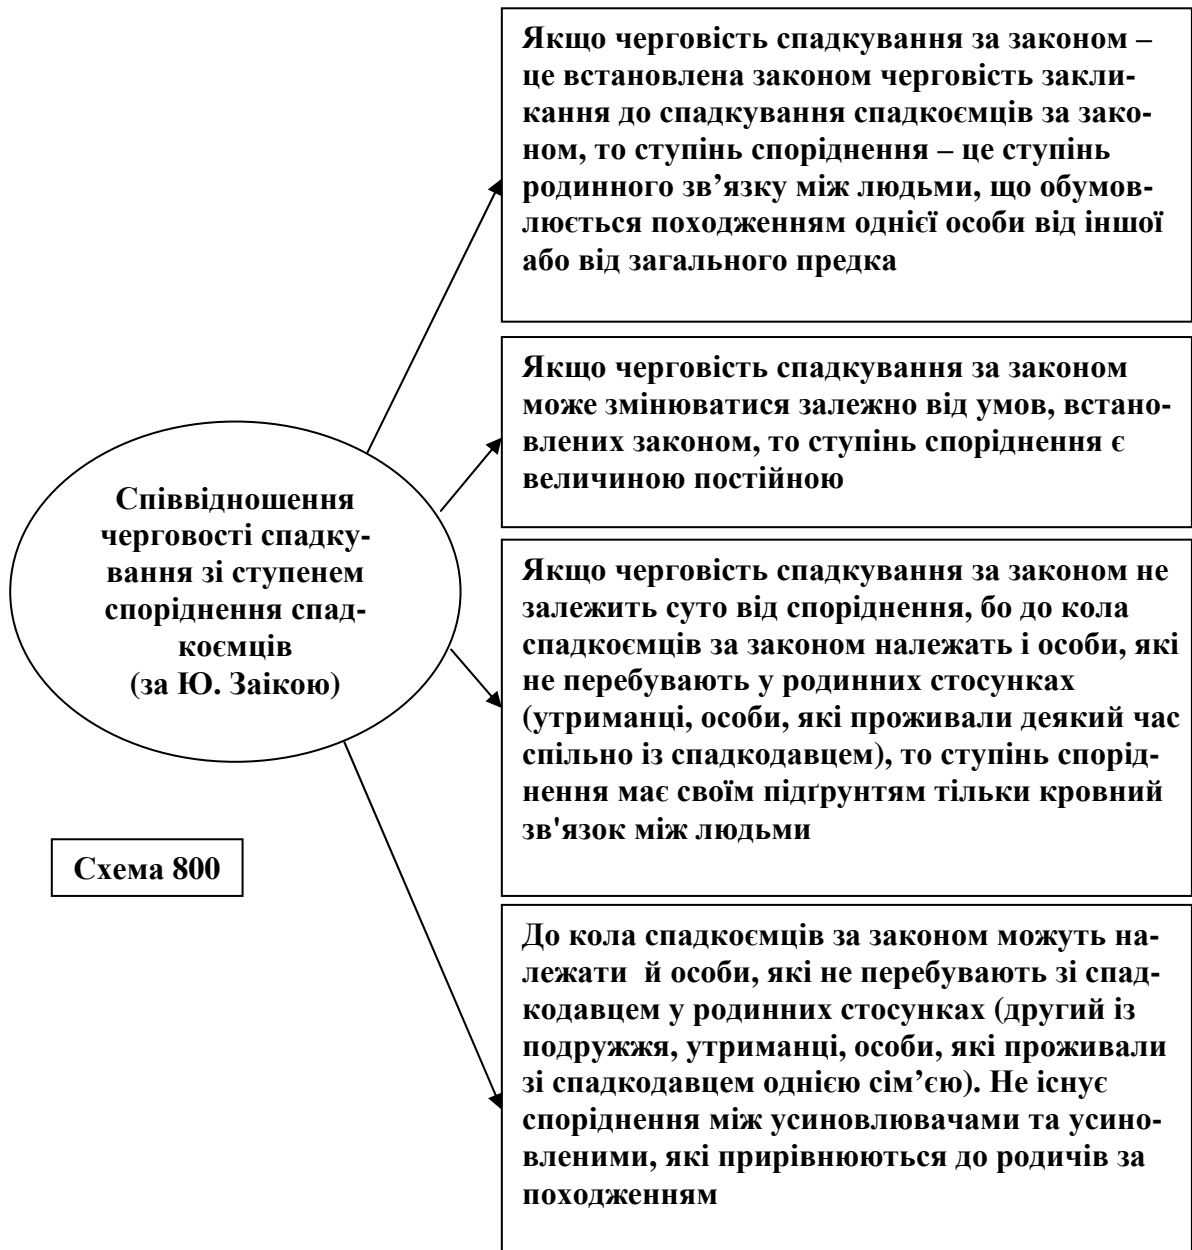 Якщо черговість спадкування за законом –
це встановлена законом черговість закли-
кання до спадкування спадкоємців за зако-
ном, то ступінь споріднення – це ступінь
родинного зв’язку між людьми, що обумов-
люється походженням однієї особи від іншої
або від загального предка
Якщо черговість спадкування за законом
може змінюватися залежно від умов, встано-
влених законом, то ступінь споріднення є
величиною постійною
Співвідношення
черговості спадку-
вання зі ступенем
споріднення спад-
коємців
(за Ю. Заікою)
Якщо черговість спадкування за законом не
залежить суто від споріднення, бо до кола
спадкоємців за законом належать і особи, які
не перебувають у родинних стосунках
(утриманці, особи, які проживали деякий час
спільно із спадкодавцем), то ступінь спорід-
нення має своїм підґрунтям тільки кровний
зв'язок між людьми
Схема 800
До кола спадкоємців за законом можуть на-
лежати й особи, які не перебувають зі спад-
кодавцем у родинних стосунках (другий із
подружжя, утриманці, особи, які проживали
зі спадкодавцем однією сім’єю). Не існує
споріднення між усиновлювачами та усино-
вленими, які прирівнюються до родичів за
походженням